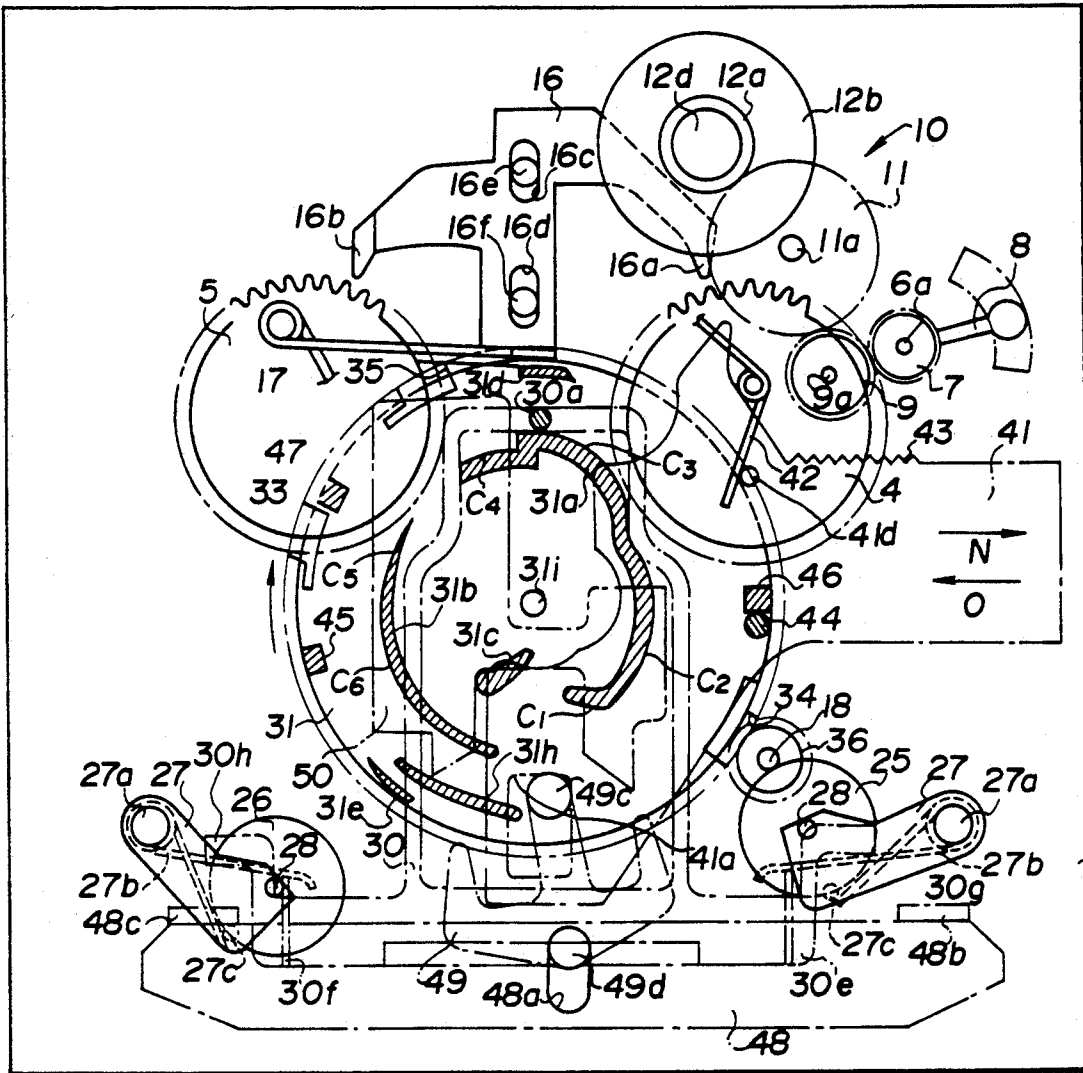 12d 12a
16 12b
10
16c
11
16e
16d
16b 16f 11a
8
16a 6a
5
35
17 31d 30a 9a 7
9 43 41
47 C3 42
33 C4 31a 4
41d
N
C5 46
31b 31i O
44
31c
45
C6 C2
C1 34
31 18
30h 36
27 50 31h 25 27
27a 26 49c 28 27a
31e
28 30 41a
27b 27b
30g
48c
27c 27c 48b
30f 49 48a 49d 30e
48